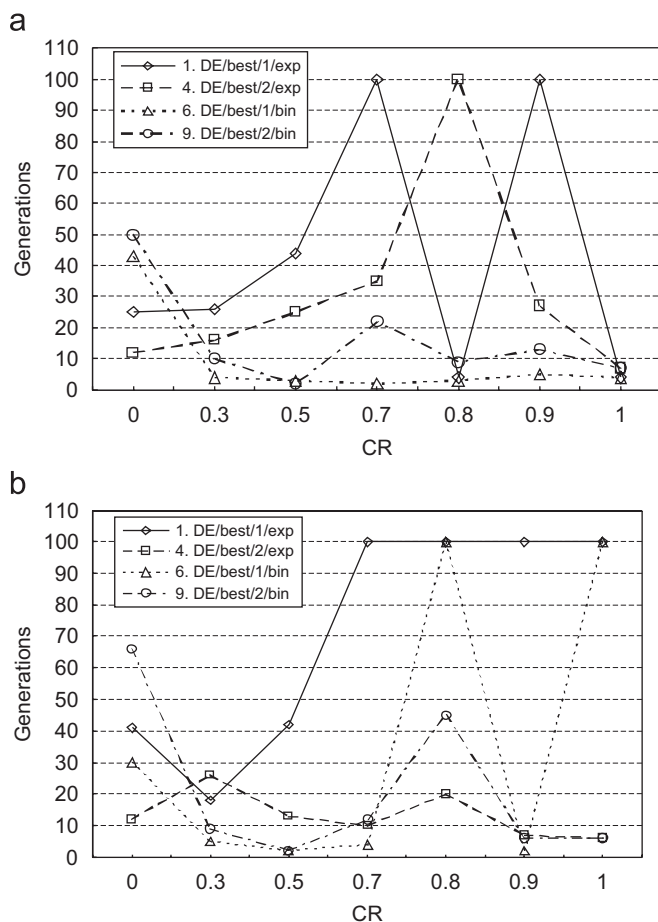 a
110
100
90
80
70
60
50
40
30
20
10
0
Generations
1. DE/best/1/exp
4. DE/best/2/exp
6. DE/best/1/bin
9. DE/best/2/bin
0 0.3 0.5 0.7 0.8 0.9 1
CR
b
110
100
90
80
70
60
50
40
30
20
10
0
Generations
1. DE/best/1/exp
4. DE/best/2/exp
6. DE/best/1/bin
9. DE/best/2/bin
0 0.3 0.5 0.7 0.8 0.9 1
CR